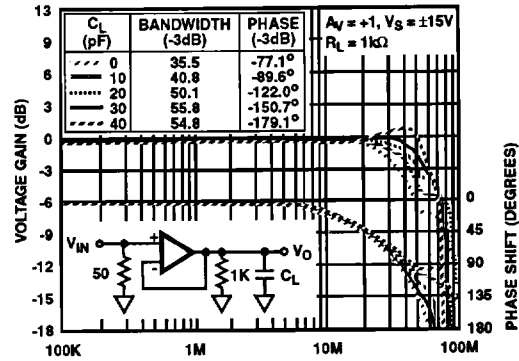 C_L (pF) BANDWIDTH (-3dB) PHASE (-3dB)
0 35.5 -77.1°
10 40.8 -89.6°
20 50.1 -122.0°
30 55.8 -150.7°
40 54.8 -179.1°
A_V = +1, V_S = ±15V
R_L = 1kΩ
VOLTAGE GAIN (dB)
13
9
6
3
0
-3
-6
-9
-12
-15
-18
PHASE SHIFT (DEGREES)
0
45
90
135
180
V_IN
50
+
-
1K
C_L
V_O
100K 1M 10M 100M